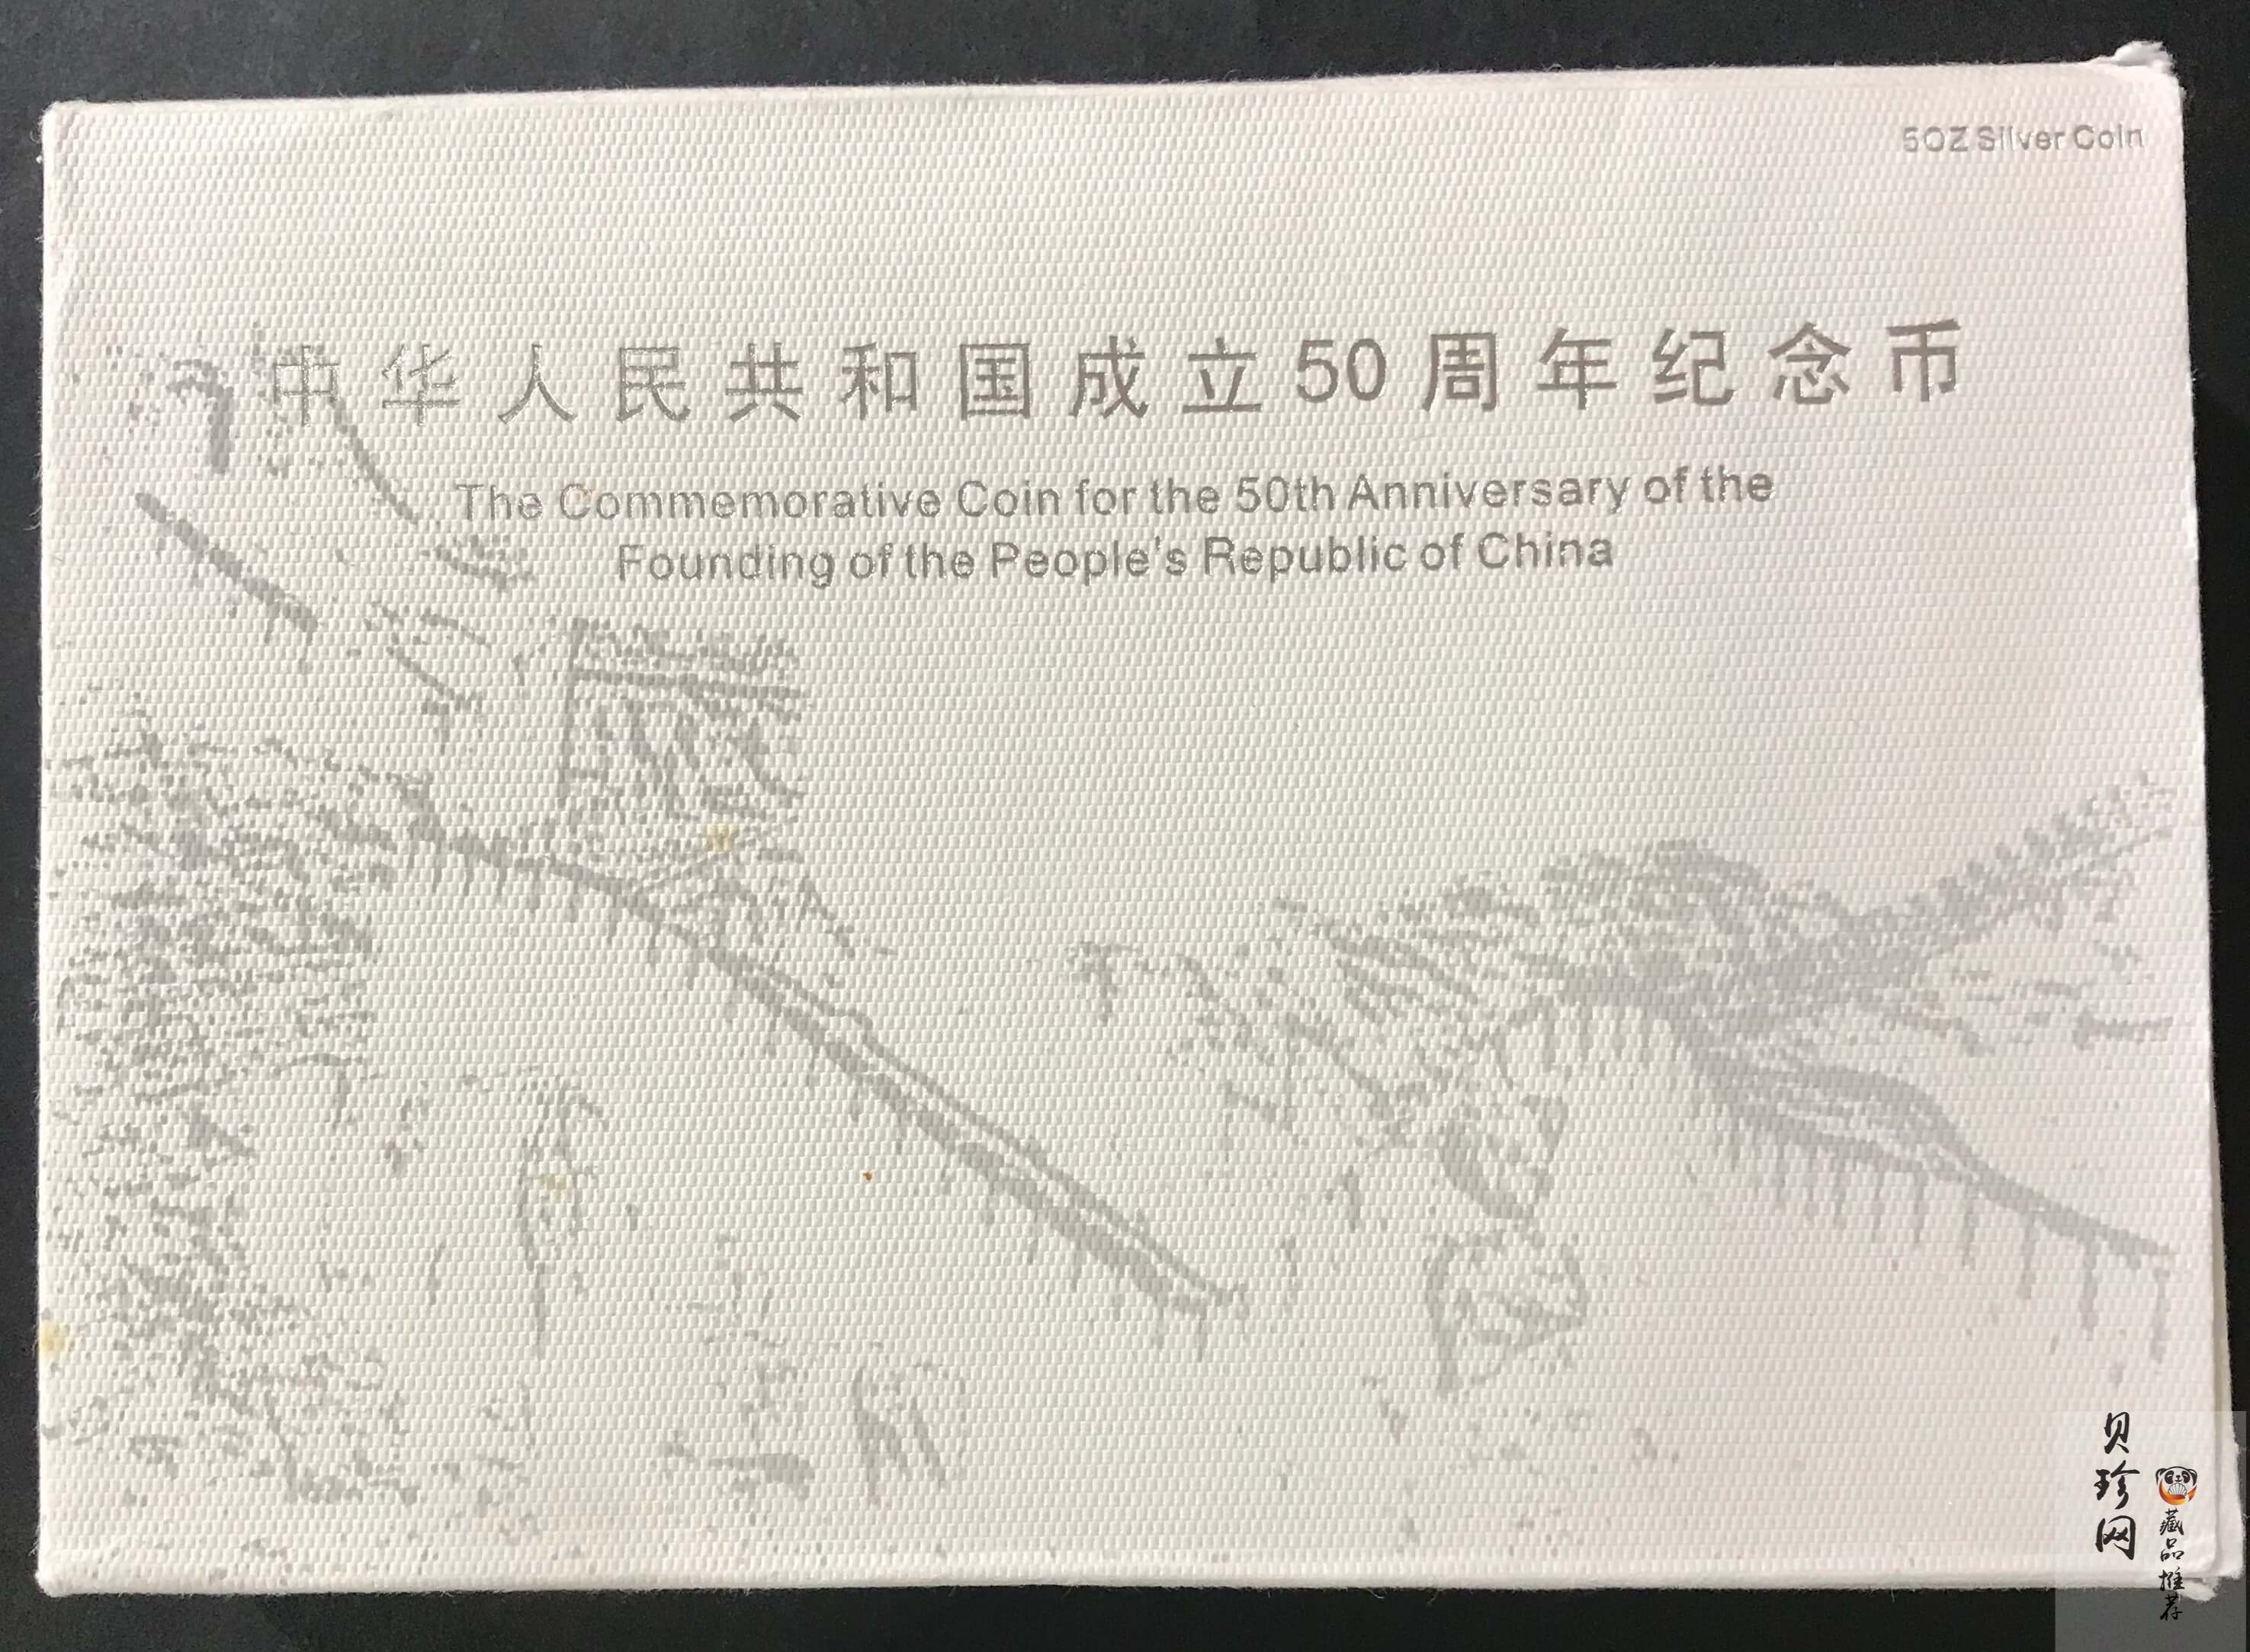 5OZ Silver Coin
中华人民共和国成立50周年纪念币
The Commemorative Coin for the 50th Anniversary of the
Founding of the People's Republic of China
贝珍网
藏品推荐